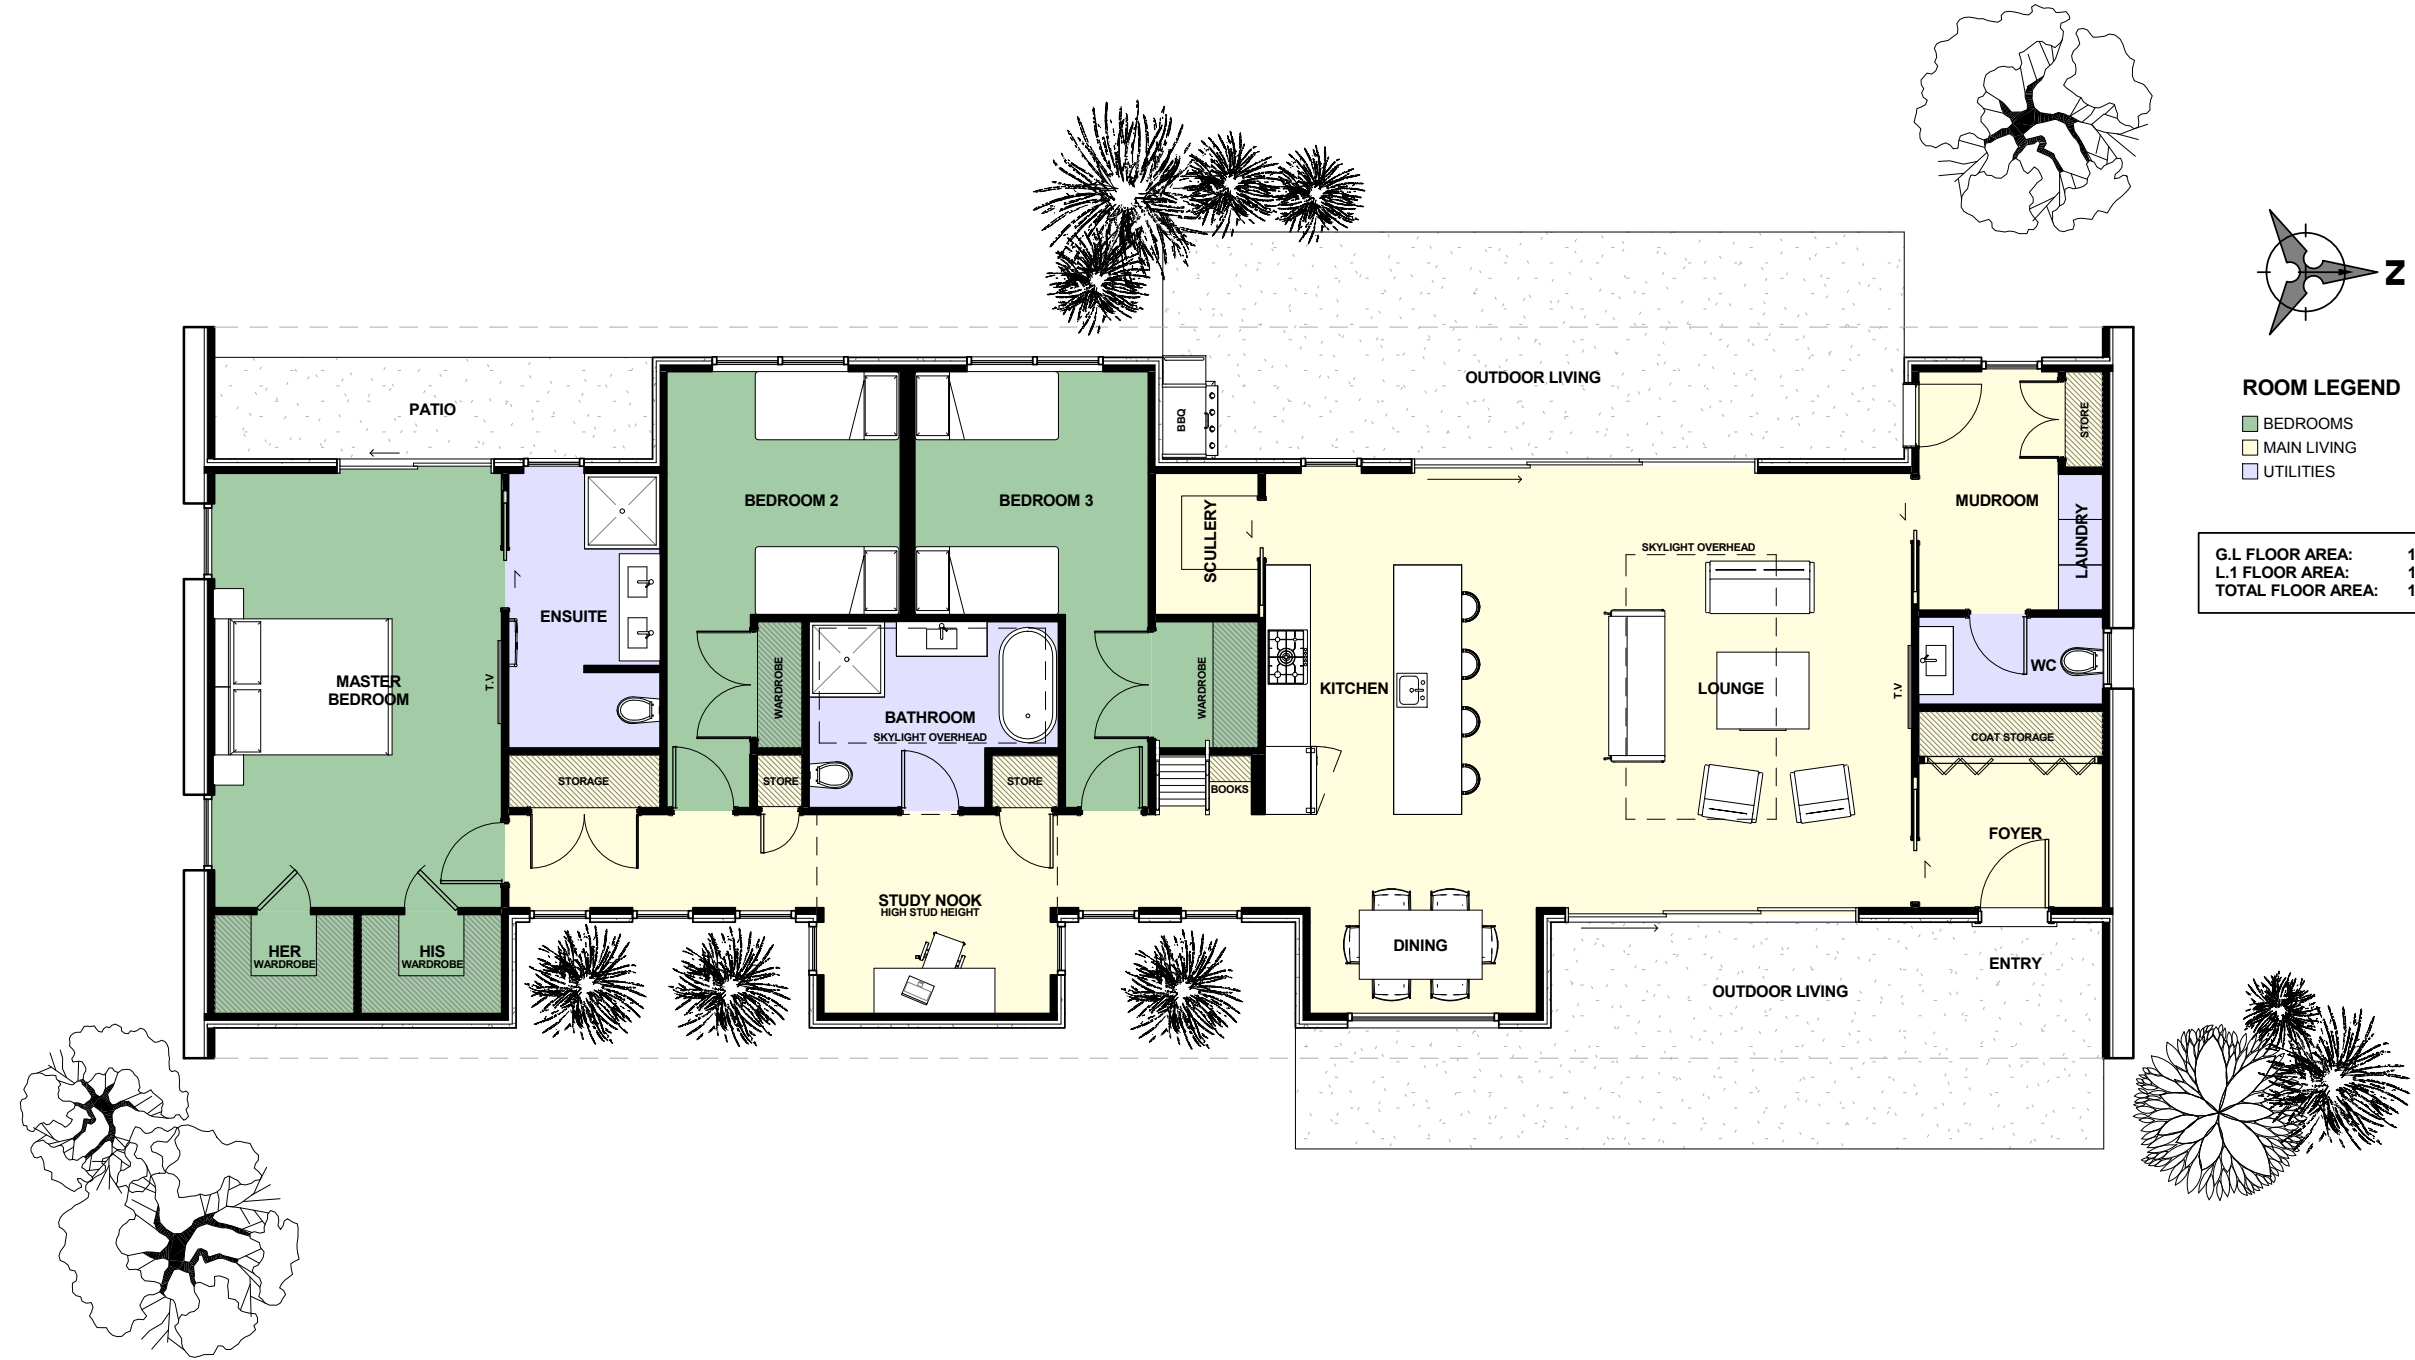 Z
ROOM LEGEND
BEDROOMS
MAIN LIVING
UTILITIES
G.L FLOOR AREA: 1
L.1 FLOOR AREA: 1
TOTAL FLOOR AREA: 1
OUTDOOR LIVING
PATIO
BBQ
STORE
BEDROOM 2
BEDROOM 3
SCULLERY
MUDROOM
LAUNDRY
SKYLIGHT OVERHEAD
ENSUITE
MASTER
BEDROOM
T.V
WARDROBE
BATHROOM
SKYLIGHT OVERHEAD
WARDROBE
KITCHEN
LOUNGE
T.V
WC
COAT STORAGE
STORAGE
STORE
STORE
BOOKS
FOYER
STUDY NOOK
HIGH STUD HEIGHT
HER
WARDROBE
HIS
WARDROBE
DINING
ENTRY
OUTDOOR LIVING